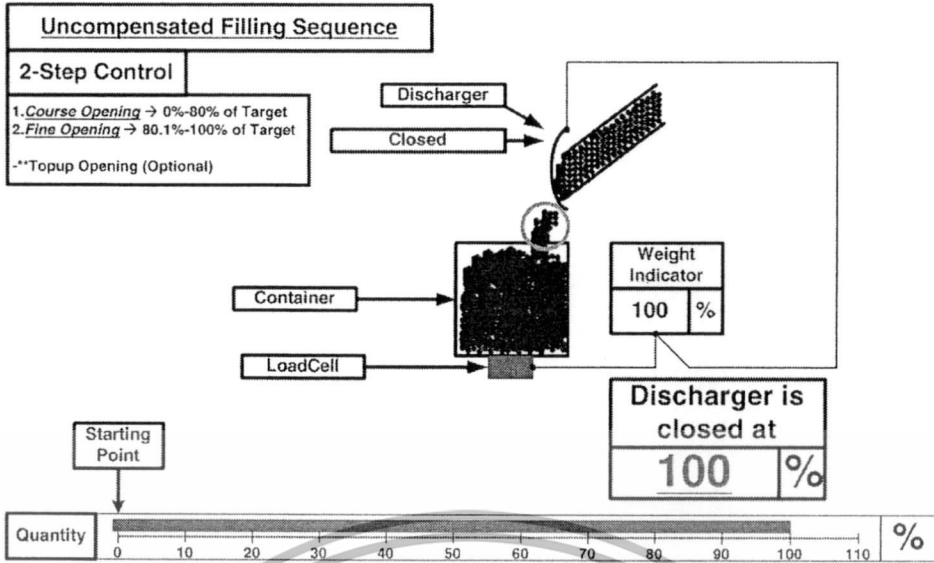 Uncompensated Filling Sequence
2-Step Control
1.Course Opening → 0%-80% of Target
2.Fine Opening → 80.1%-100% of Target
-**Topup Opening (Optional)
Discharger
Closed
Container
LoadCell
Weight
Indicator
100 %
Discharger is
closed at
100 %
Starting
Point
Quantity
0 10 20 30 40 50 60 70 80 90 100 110 %